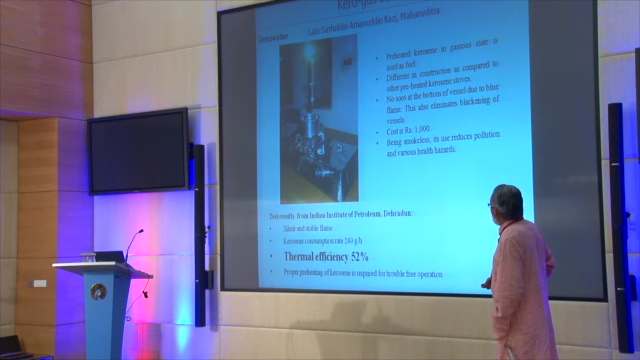 Innovator
Late Sarfuddin Amanuddin Kazi, Maharashtra
• Preheated kerosene in gaseous state is
used as fuel.
• Different in construction as compared to
other pre-heated kerosene stoves.
• No soot at the bottom of vessel due to blue
flame. This also eliminates blackening of
vessels.
• Cost is Rs. 1,000.
• Being smokeless, its use reduces pollution
and various health hazards.
Test results from Indian Institute of Petroleum, Dehradun:
• Silent and stable flame
• Kerosene consumption rate 240 g/h
• Thermal efficiency 52%
• Proper preheating of kerosene is required for trouble free operation